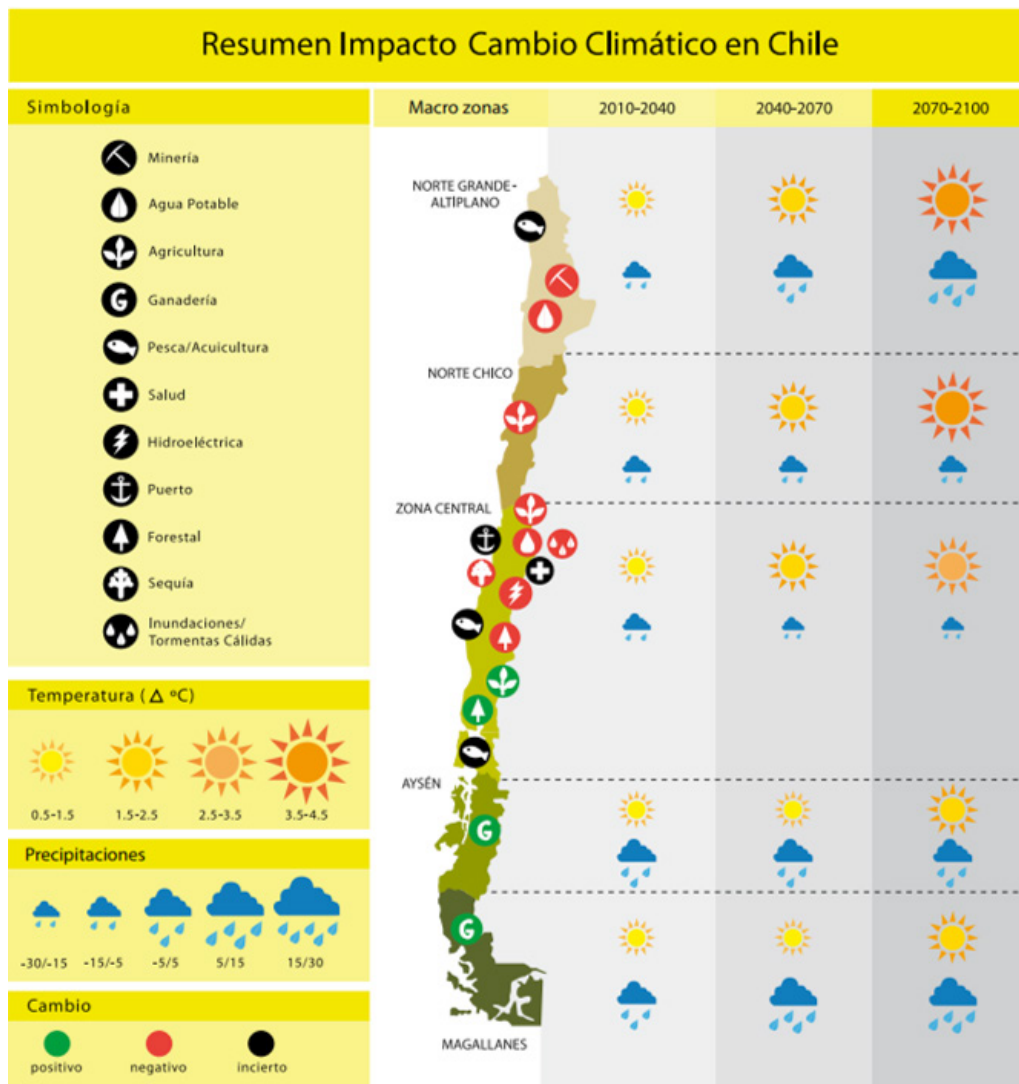 Resumen Impacto Cambio Climático en Chile
Simbología
Minería
Agua Potable
Agricultura
Ganadería
Pesca/Acuicultura
Salud
Hidroeléctrica
Puerto
Forestal
Sequía
Inundaciones/
Tormentas Cálidas
Temperatura (Δ ºC)
0.5-1.5 1.5-2.5 2.5-3.5 3.5-4.5
Precipitaciones
-30/-15 -15/-5 -5/5 5/15 15/30
Cambio
positivo negativo incierto
Macro zonas 2010-2040 2040-2070 2070-2100
NORTE GRANDE-
ALTIPLANO
NORTE CHICO
ZONA CENTRAL
AYSÉN
MAGALLANES